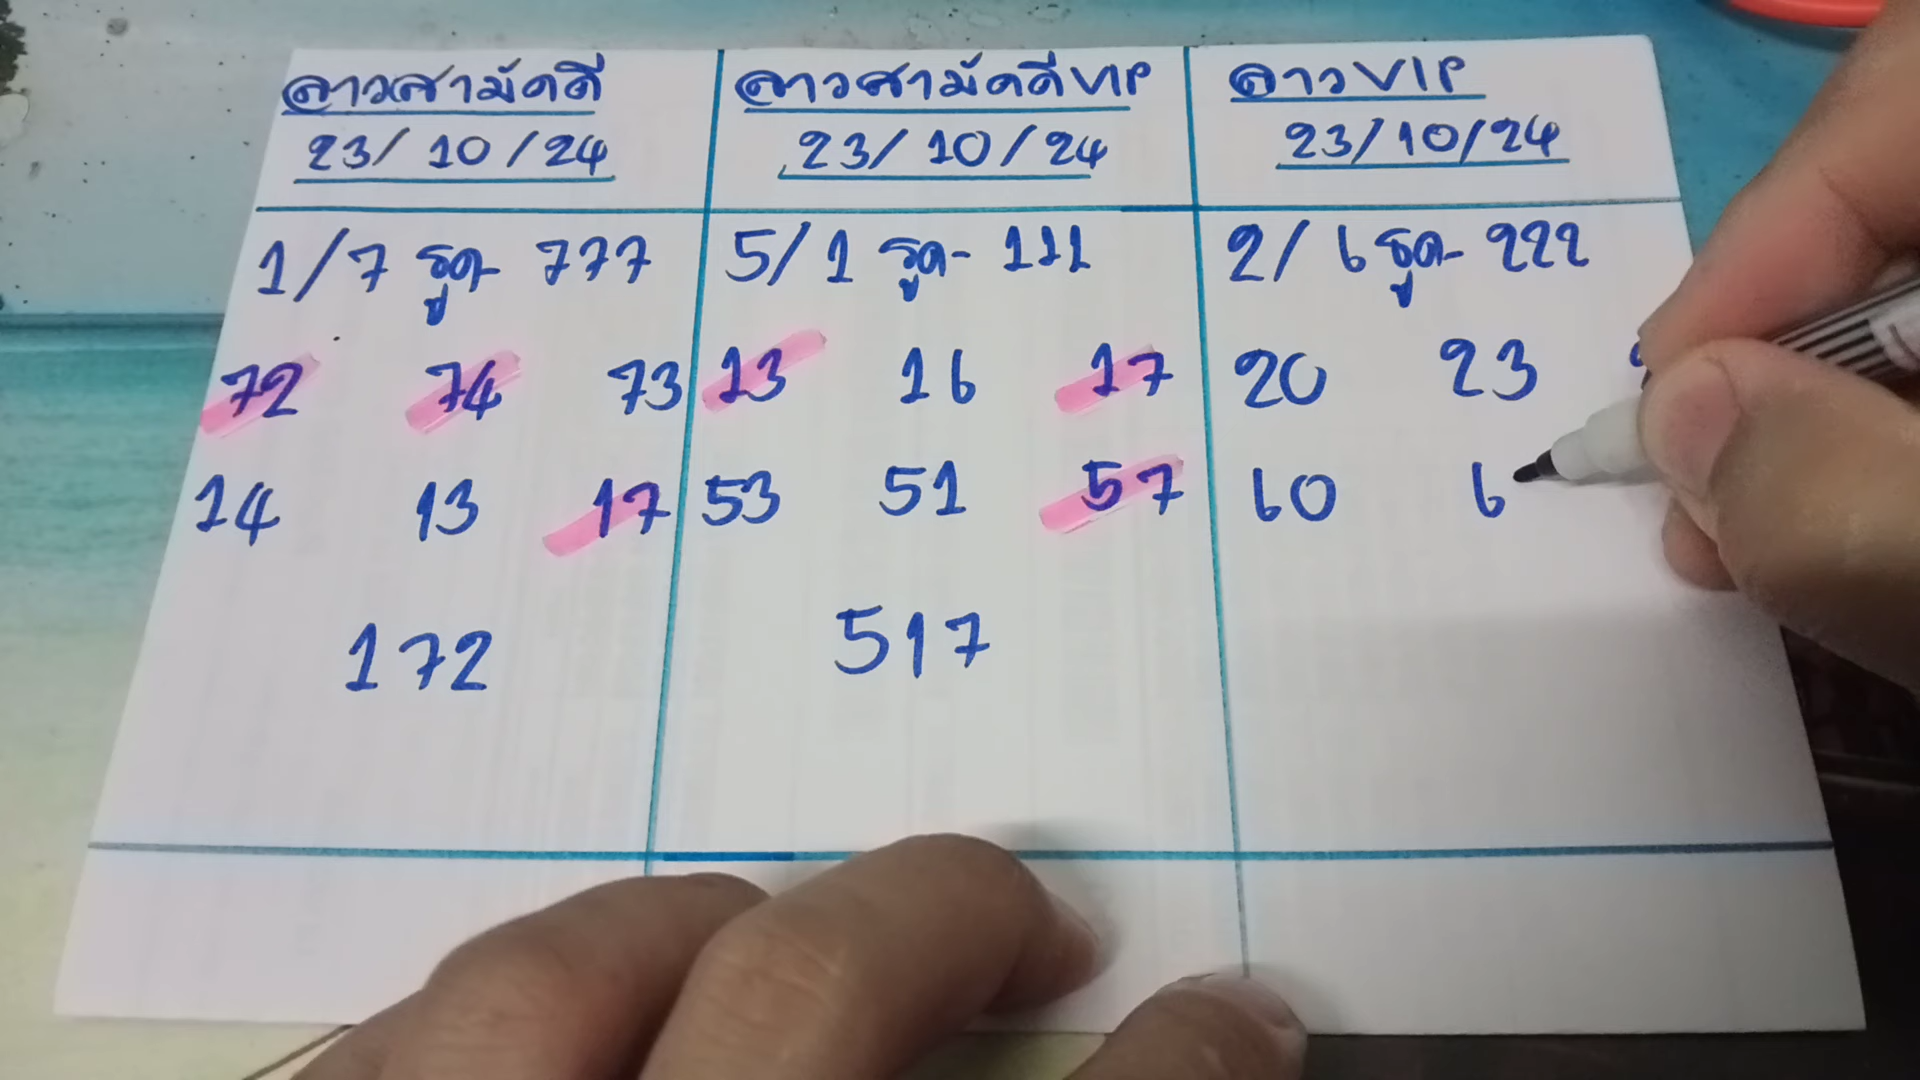 ลาวสามัคคี
23/10/24
1/7 รูด- 777
72 74 73
14 13 17
172
ลาวสามัคคีVIP
23/10/24
5/1 รูด- 111
13 16 17
53 51 57
517
ลาวVIP
23/10/24
2/6 รูด- 222
20 23
60 6